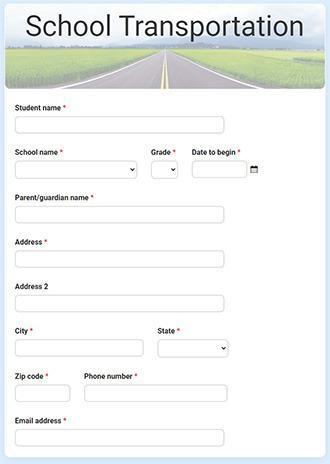 School Transportation
Student name *
School name * Grade * Date to begin *
Parent/guardian name *
Address *
Address 2
City * State *
Zip code * Phone number *
Email address *